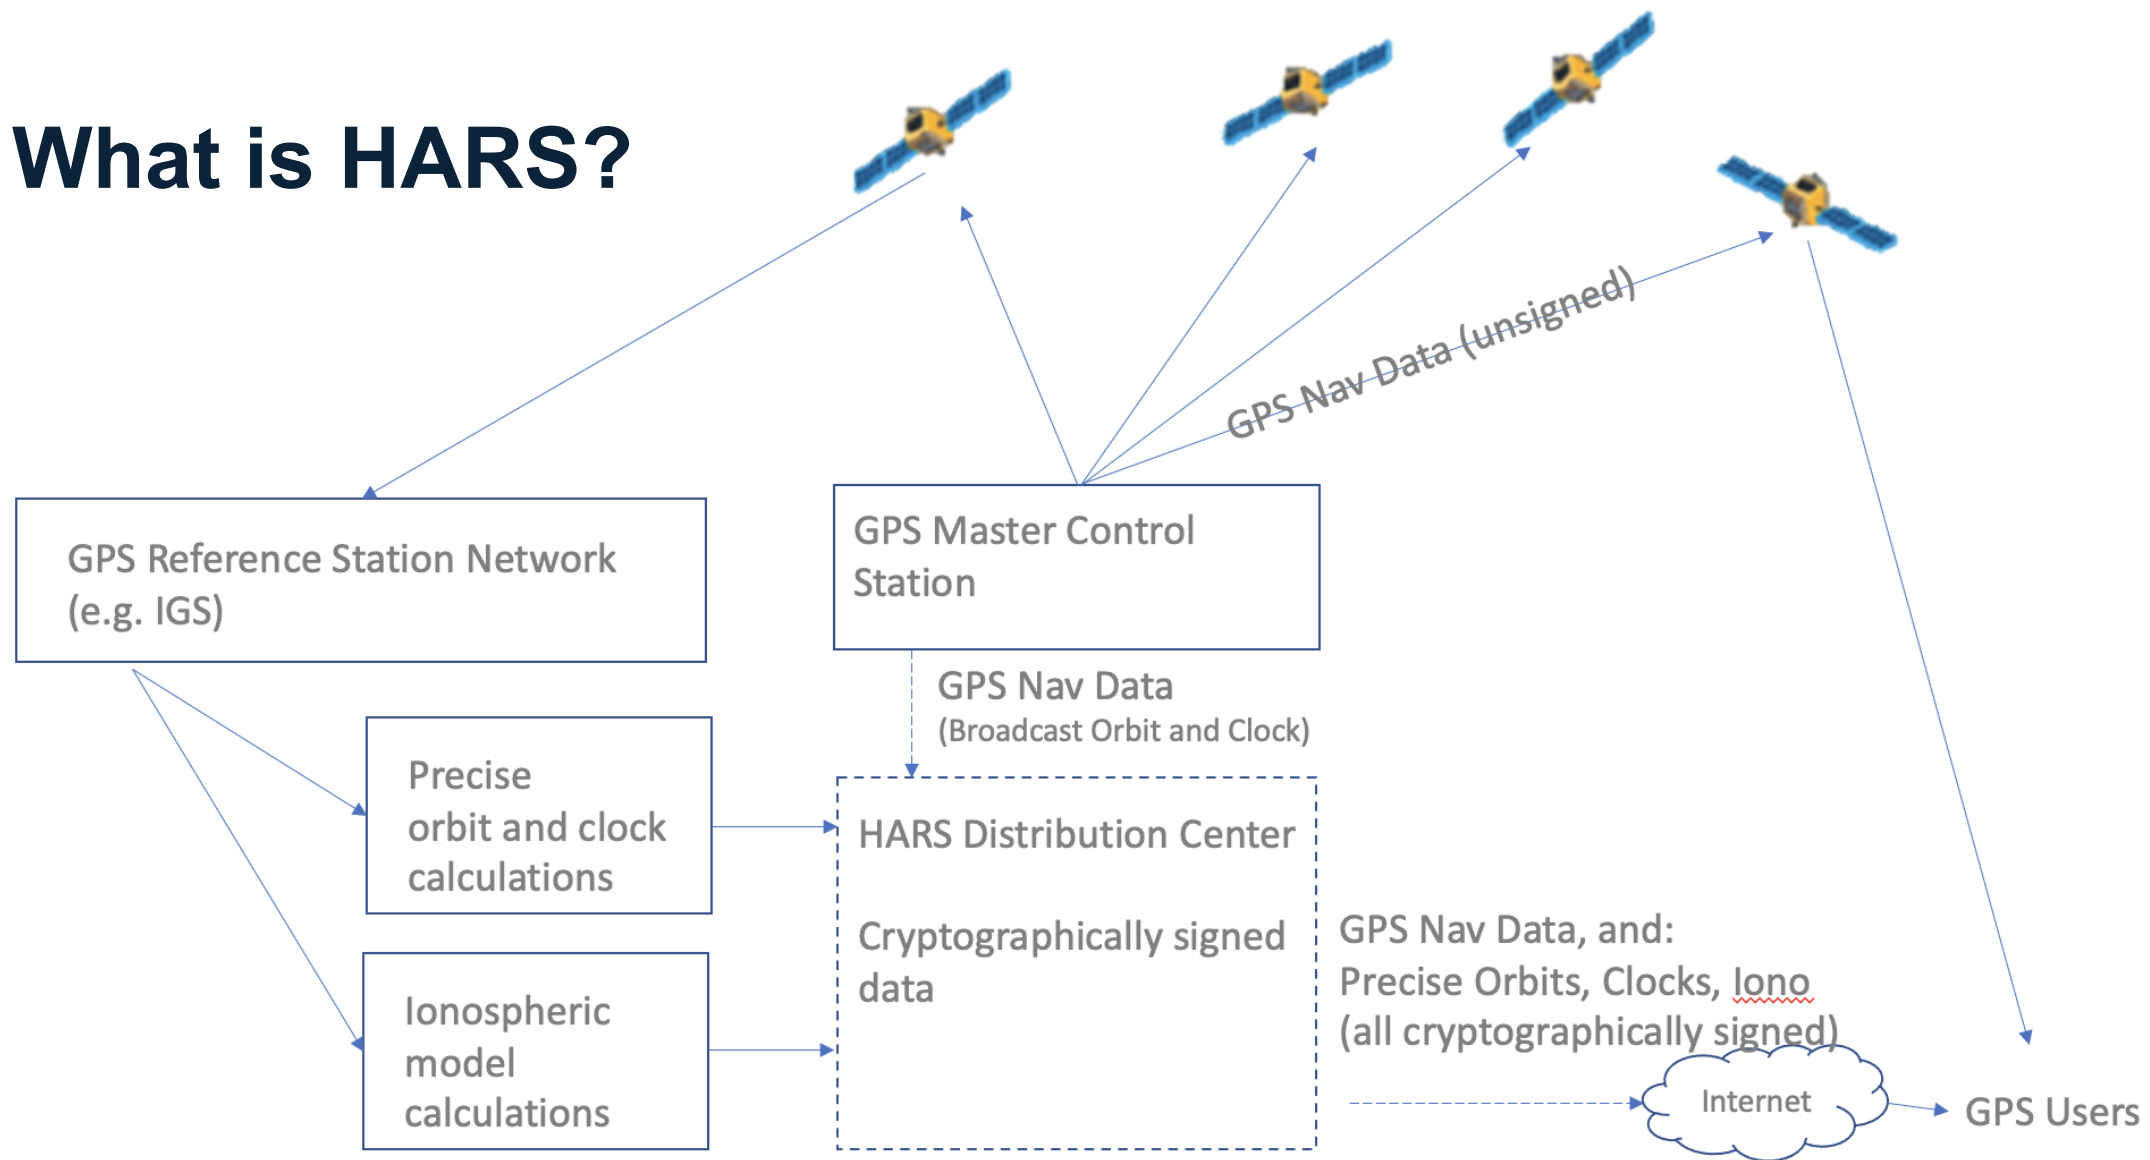 What is HARS?
GPS Nav Data (unsigned)
GPS Reference Station Network
(e.g. IGS)
GPS Master Control
Station
GPS Nav Data
(Broadcast Orbit and Clock)
Precise
orbit and clock
calculations
HARS Distribution Center
Cryptographically signed
data
Ionospheric
model
calculations
GPS Nav Data, and:
Precise Orbits, Clocks, Iono
(all cryptographically signed)
Internet
GPS Users